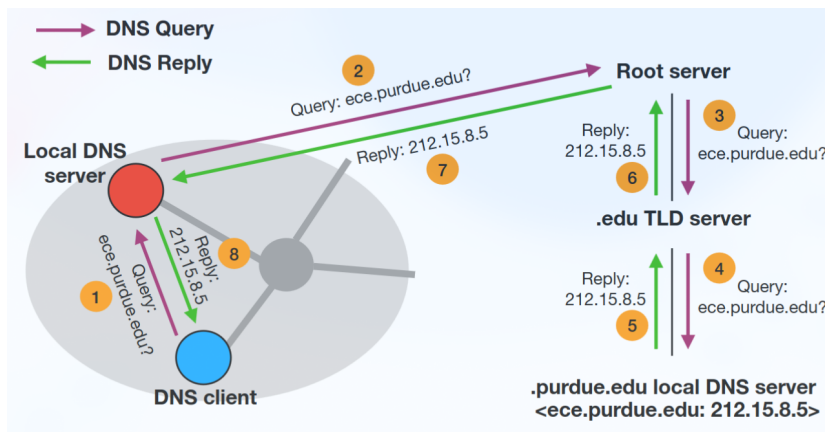 DNS Query
DNS Reply
2
Query: ece.purdue.edu?
Root server
Reply: 212.15.8.5
7
Reply:
212.15.8.5
6
3
Query:
ece.purdue.edu?
Local DNS
server
.edu TLD server
8
Reply:
212.15.8.5
1
Query:
ece.purdue.edu?
Reply:
212.15.8.5
5
4
Query:
ece.purdue.edu?
DNS client
.purdue.edu local DNS server
<ece.purdue.edu: 212.15.8.5>